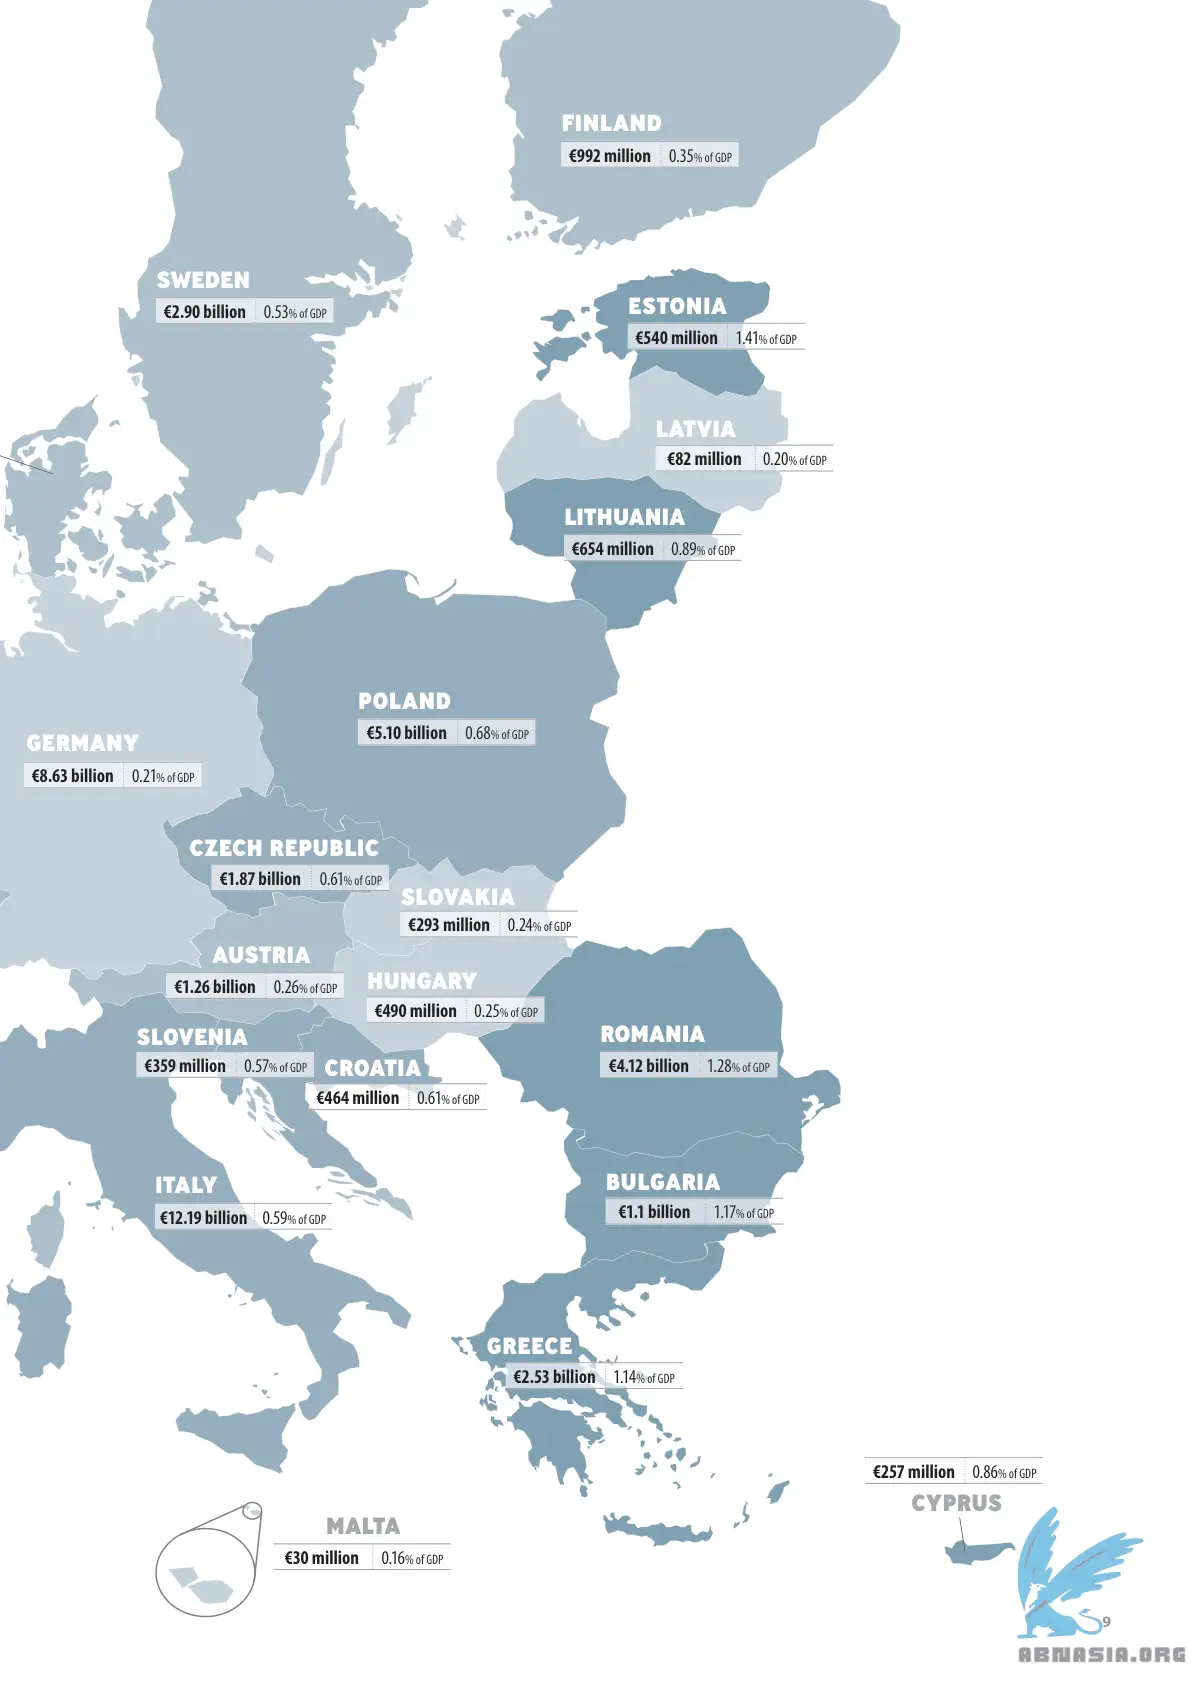 FINLAND
€992 million 0.35% of GDP
SWEDEN
€2.90 billion 0.53% of GDP
ESTONIA
€540 million 1.41% of GDP
LATVIA
€82 million 0.20% of GDP
LITHUANIA
€654 million 0.89% of GDP
POLAND
€5.10 billion 0.68% of GDP
GERMANY
€8.63 billion 0.21% of GDP
CZECH REPUBLIC
€1.87 billion 0.61% of GDP
SLOVAKIA
€293 million 0.24% of GDP
AUSTRIA
€1.26 billion 0.26% of GDP
HUNGARY
€490 million 0.25% of GDP
SLOVENIA
€359 million 0.57% of GDP
CROATIA
€464 million 0.61% of GDP
ROMANIA
€4.12 billion 1.28% of GDP
ITALY
€12.19 billion 0.59% of GDP
BULGARIA
€1.1 billion 1.17% of GDP
GREECE
€2.53 billion 1.14% of GDP
€257 million 0.86% of GDP
CYPRUS
MALTA
€30 million 0.16% of GDP
9
ABNASIA.ORG